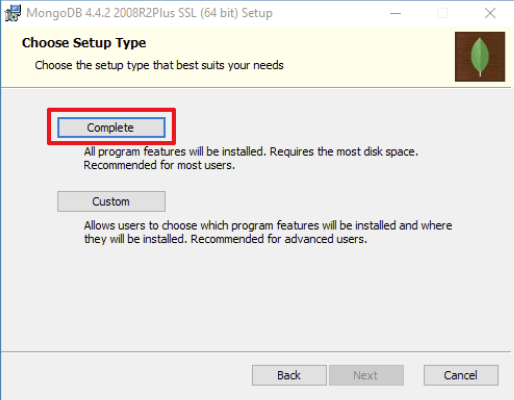 MongoDB 4.4.2 2008R2Plus SSL (64 bit) Setup
Choose Setup Type
Choose the setup type that best suits your needs
Complete
All program features will be installed. Requires the most disk space.
Recommended for most users.
Custom
Allows users to choose which program features will be installed and where
they will be installed. Recommended for advanced users.
Back Next Cancel